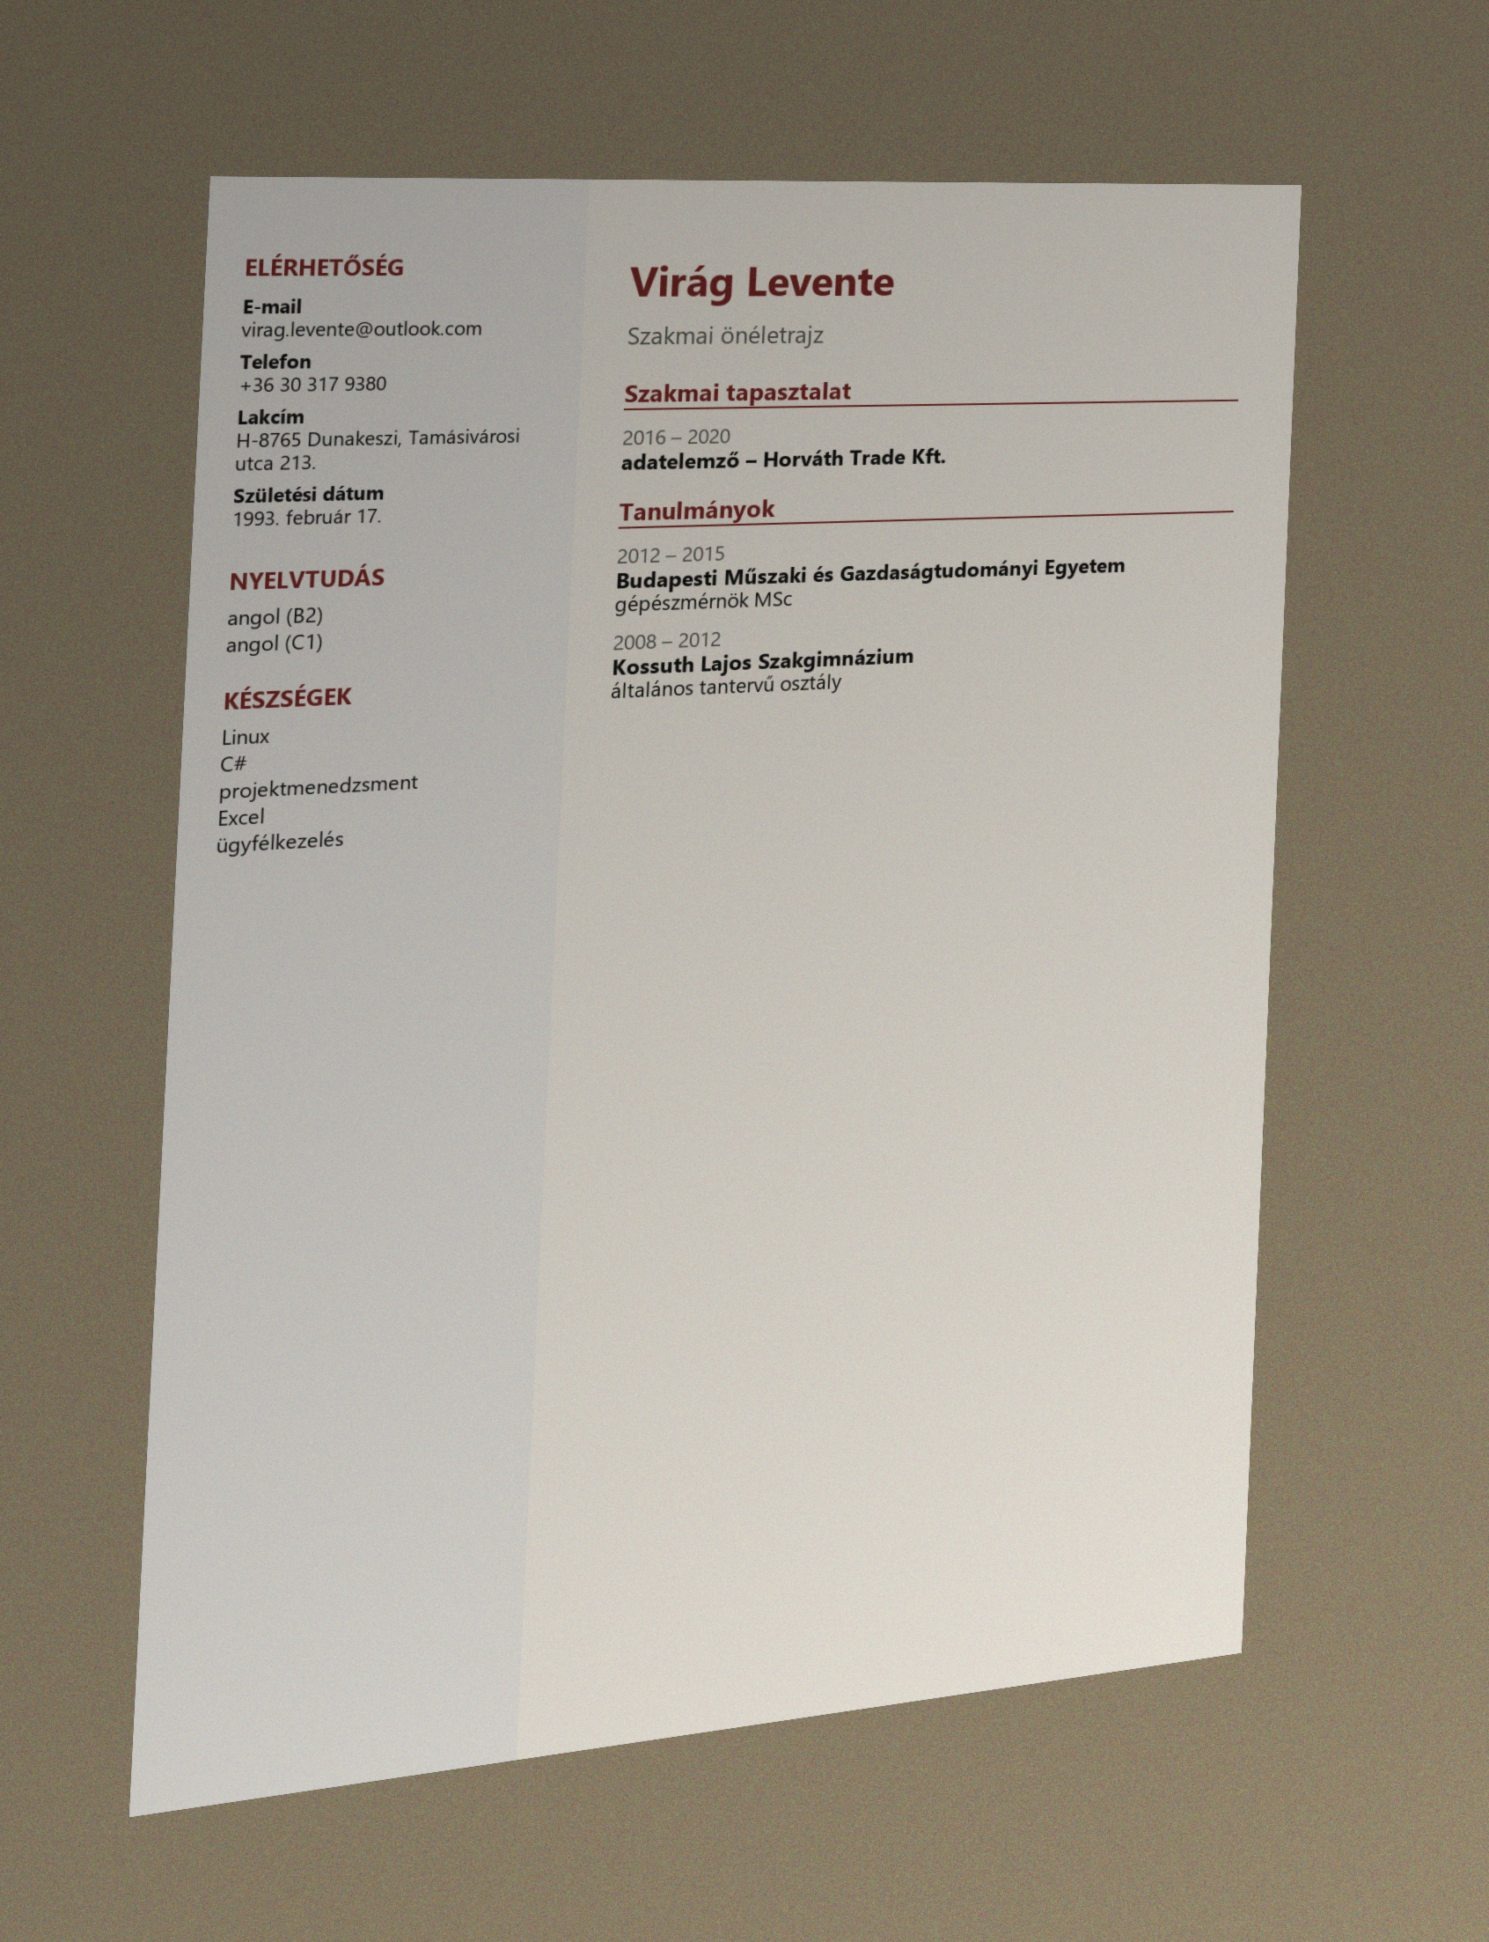 ELÉRHETŐSÉG
E-mail
virag.levente@outlook.com
Telefon
+36 30 317 9380
Lakcím
H-8765 Dunakeszi, Tamásivárosi
utca 213.
Születési dátum
1993. február 17.
NYELVTUDÁS
angol (B2)
angol (C1)
KÉSZSÉGEK
Linux
C#
projektmenedzsment
Excel
ügyfélkezelés
Virág Levente
Szakmai önéletrajz
Szakmai tapasztalat
2016 – 2020
adatelemző – Horváth Trade Kft.
Tanulmányok
2012 – 2015
Budapesti Műszaki és Gazdaságtudományi Egyetem
gépészmérnök MSc
2008 – 2012
Kossuth Lajos Szakgimnázium
általános tantervű osztály